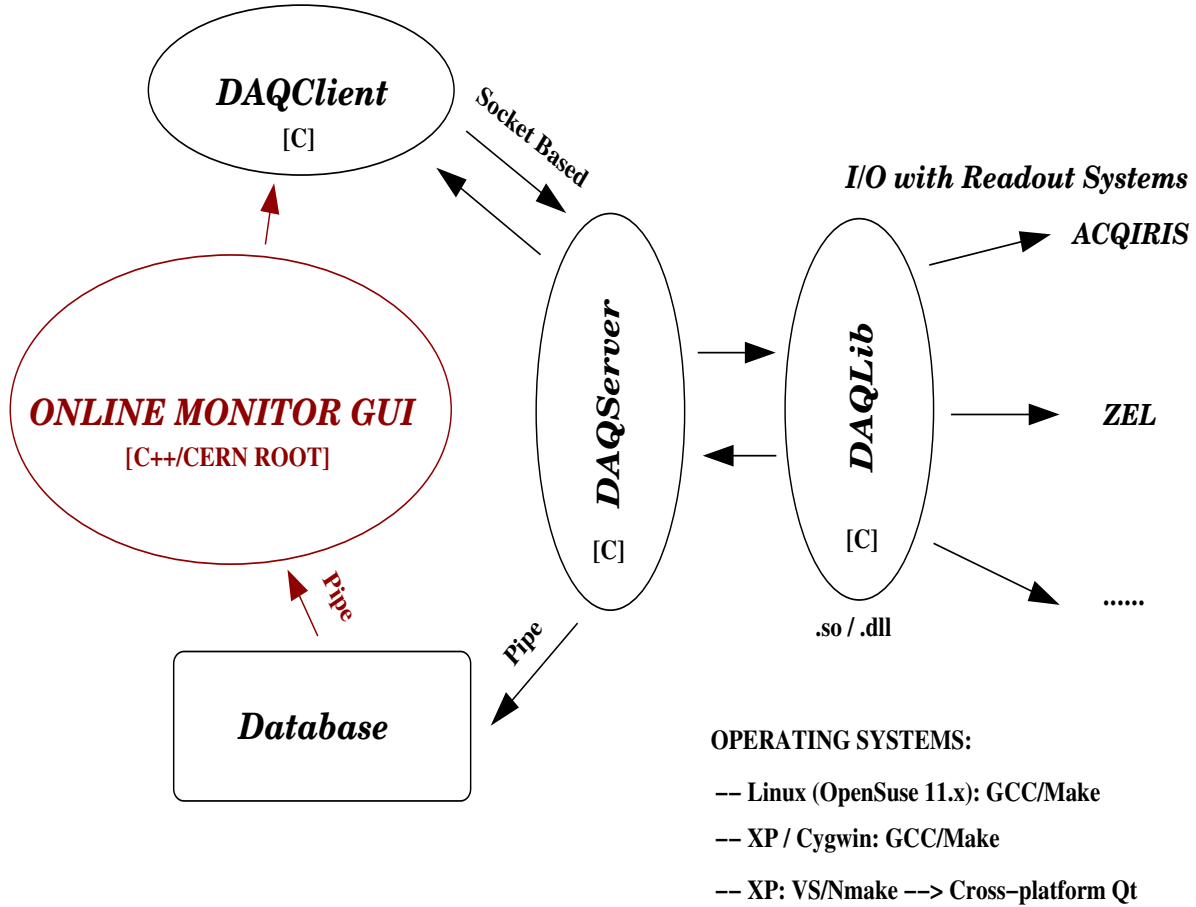 DAQClient
[C]
Socket Based
I/O with Readout Systems
ACQIRIS
DAQServer
[C]
DAQLib
[C]
.so / .dll
ZEL
......
ONLINE MONITOR GUI
[C++/CERN ROOT]
Pipe
Pipe
Database
OPERATING SYSTEMS:
−− Linux (OpenSuse 11.x): GCC/Make
−− XP / Cygwin: GCC/Make
−− XP: VS/Nmake −−> Cross−platform Qt